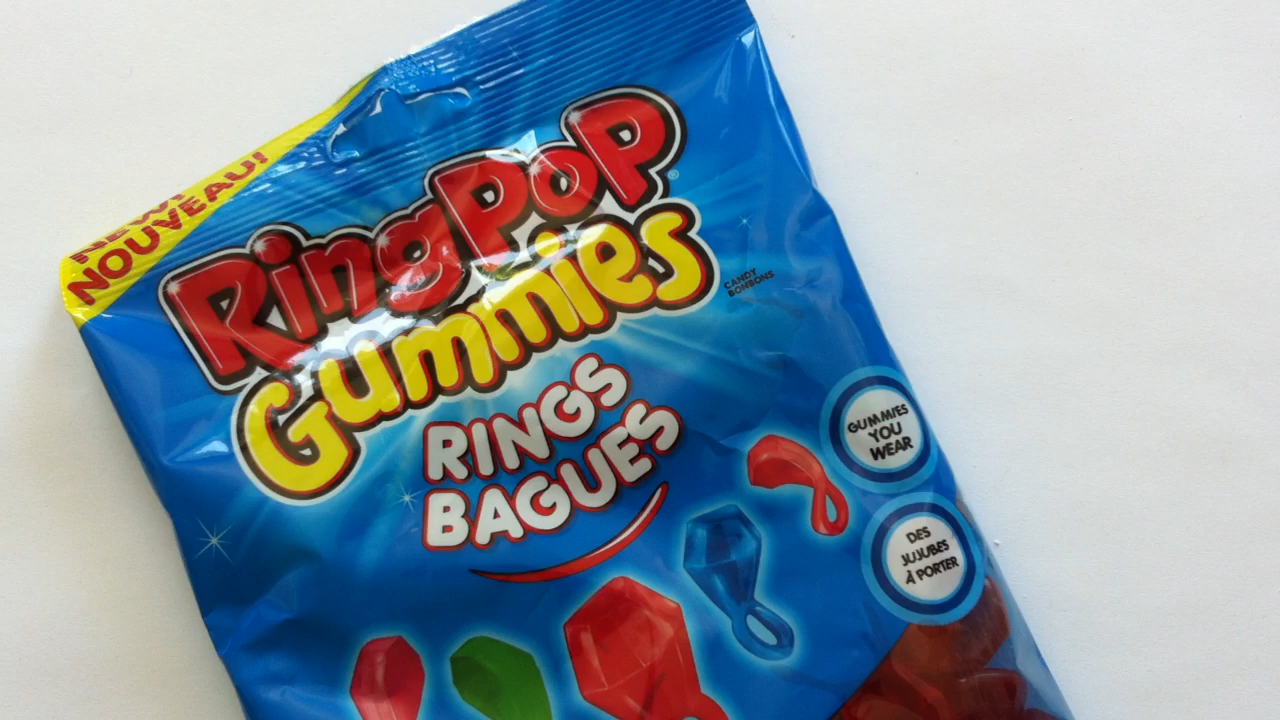 NEW!
NOUVEAU!
Ring Pop®
Gummies
CANDY
BONBONS
RINGS
BAGUES
GUMMIES
YOU
WEAR
DES
JUJUBES
À PORTER